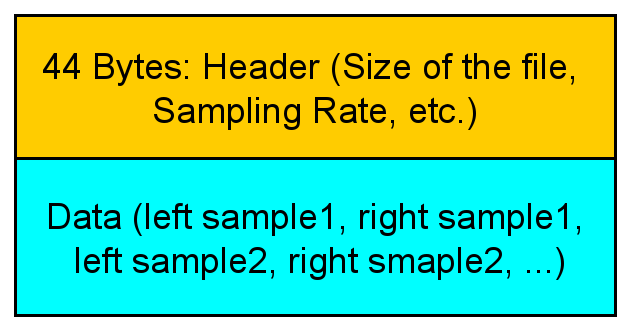 44 Bytes: Header (Size of the file,
Sampling Rate, etc.)
Data (left sample1, right sample1,
left sample2, right smaple2, ...)